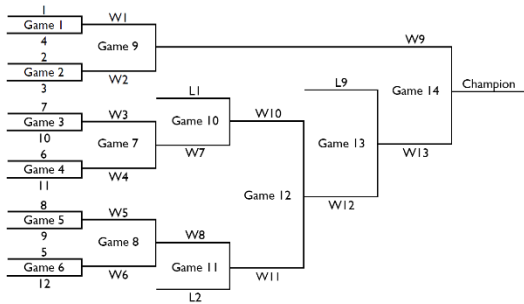 1
Game 1
4
W1
Game 9
2
Game 2
3
W2
W9
7
Game 3
10
W3
Game 7
6
Game 4
11
W4
L1
Game 10
W7
W10
8
Game 5
9
W5
Game 8
5
Game 6
12
W6
W8
Game 11
L2
W11
Game 12
L9
Game 13
W12
W13
Game 14
Champion